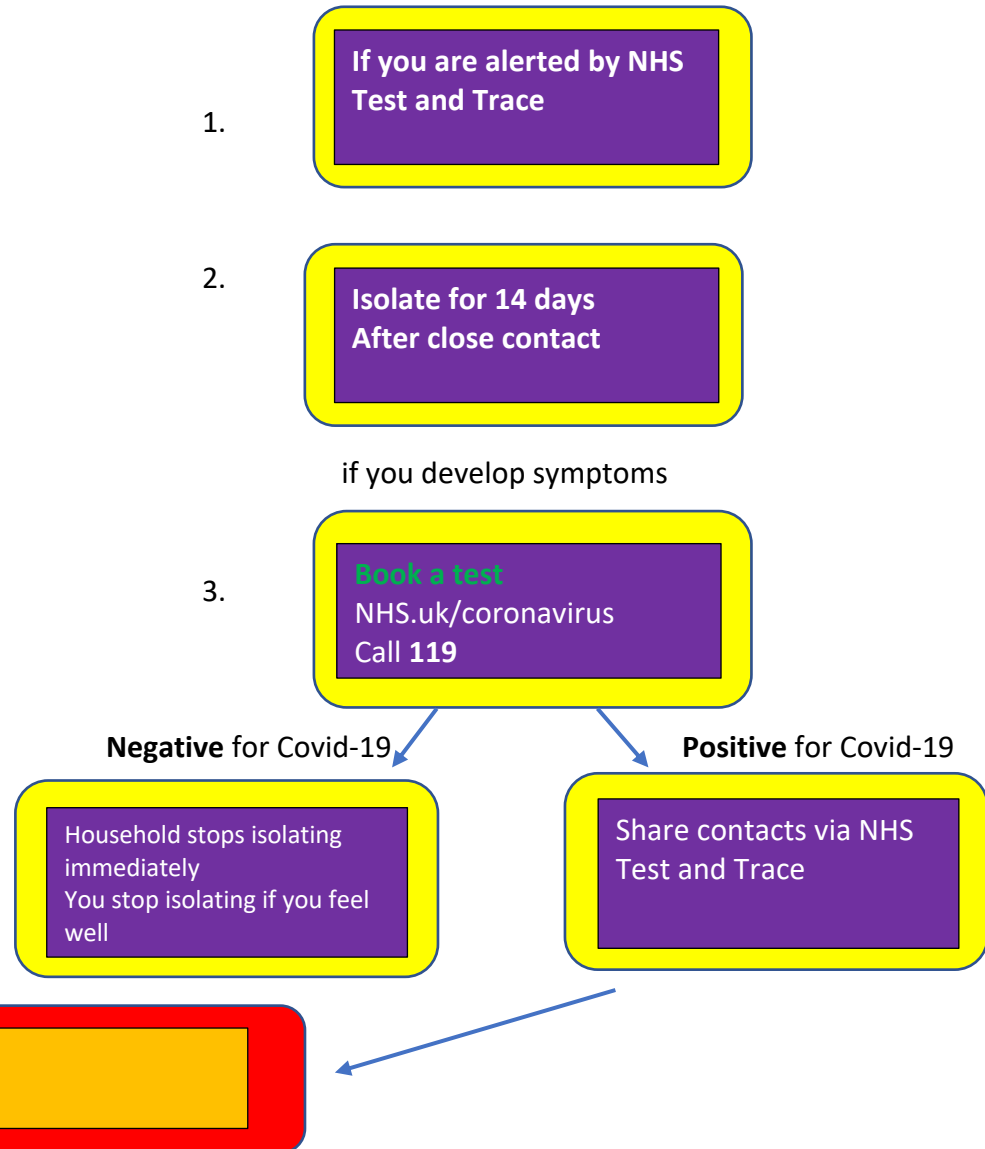 If you are alerted by NHS
Test and Trace
1.
2.
Isolate for 14 days
After close contact
if you develop symptoms
3.
Book a test
NHS.uk/coronavirus
Call 119
Negative for Covid-19
Positive for Covid-19
Household stops isolating
immediately
You stop isolating if you feel
well
Share contacts via NHS
Test and Trace